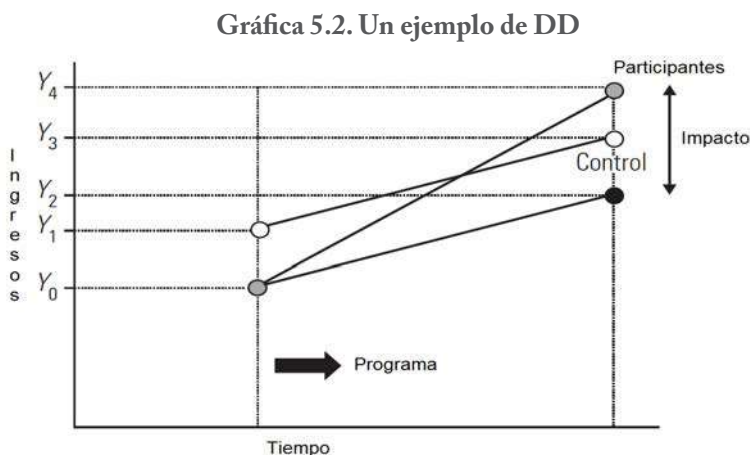 Gráfica 5.2. Un ejemplo de DD
Participantes
Y4
Impacto
Y3
Control
Y2
Y1
Y0
Ingresos
Programa
Tiempo